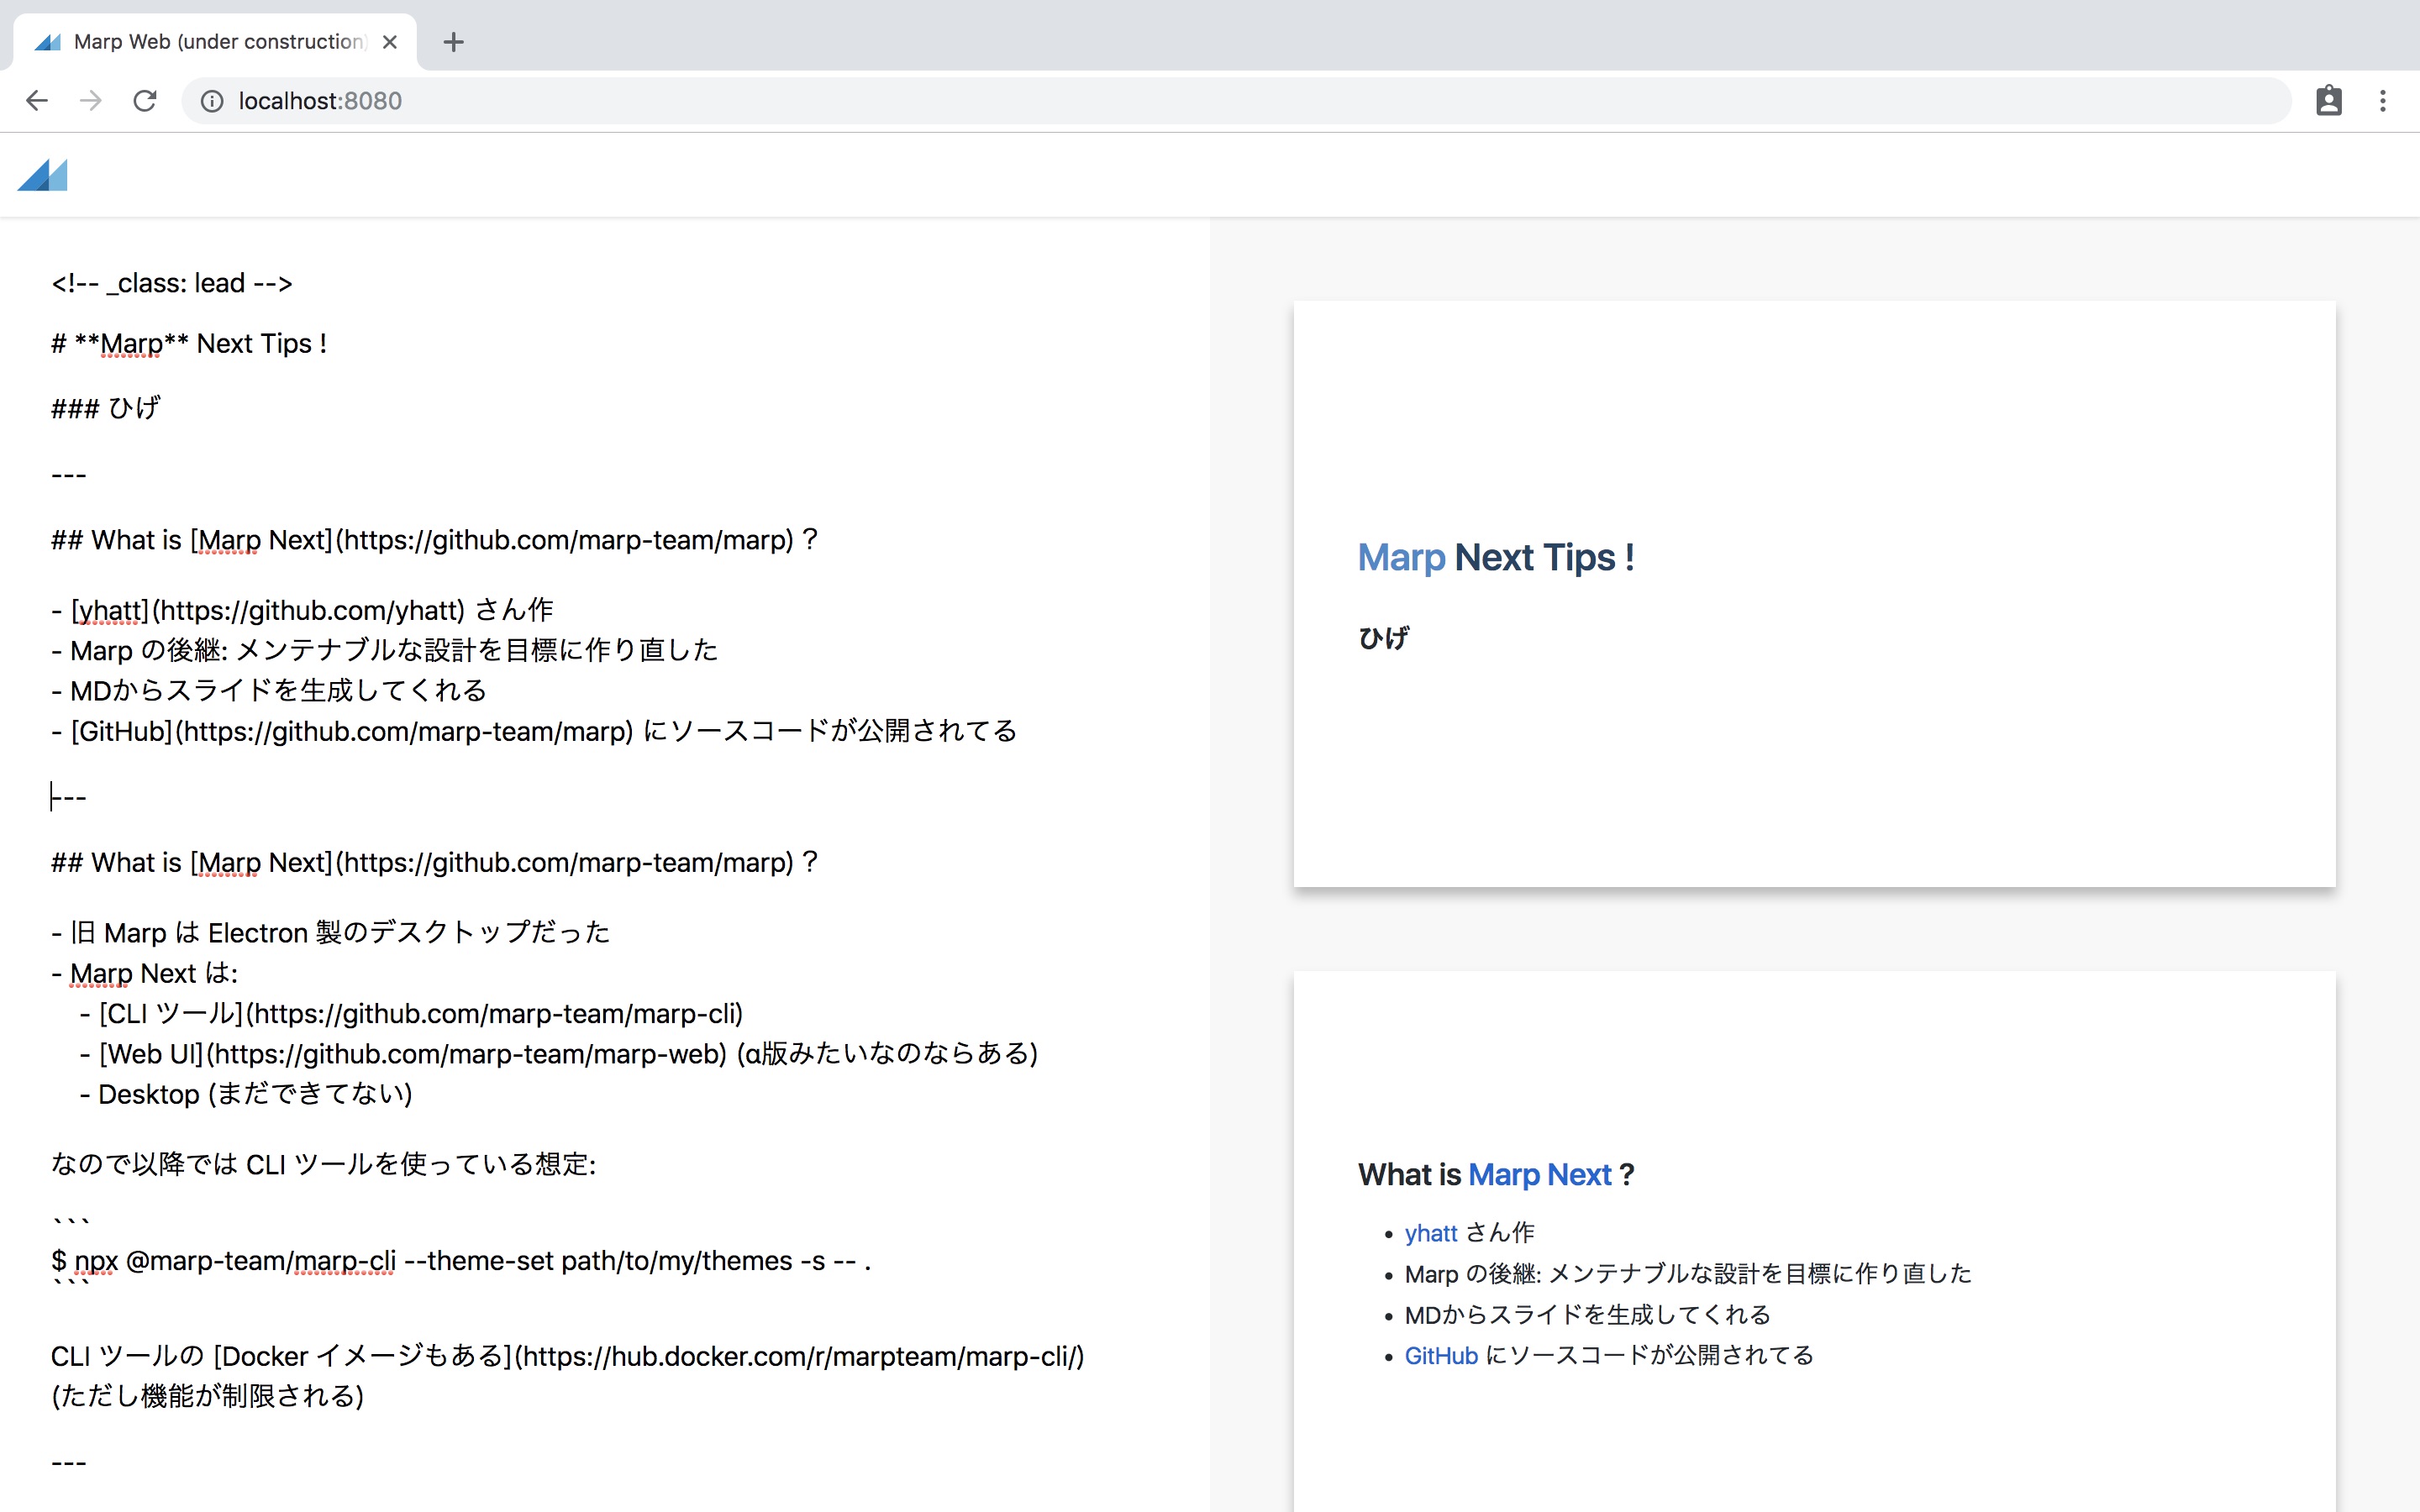 Marp Web (under construction)
localhost:8080
<!-- _class: lead -->
# **Marp** Next Tips !
### ひげ
---
## What is [Marp Next](https://github.com/marp-team/marp) ?
- [yhatt](https://github.com/yhatt) さん作
- Marp の後継: メンテナブルな設計を目標に作り直した
- MDからスライドを生成してくれる
- [GitHub](https://github.com/marp-team/marp) にソースコードが公開されてる
---
## What is [Marp Next](https://github.com/marp-team/marp) ?
- 旧 Marp は Electron 製のデスクトップだった
- Marp Next は:
- [CLI ツール](https://github.com/marp-team/marp-cli)
- [Web UI](https://github.com/marp-team/marp-web) (α版みたいなのならある)
- Desktop (まだできてない)
なので以降では CLI ツールを使っている想定:
```
$ npx @marp-team/marp-cli --theme-set path/to/my/themes -s -- .
```
CLI ツールの [Docker イメージもある](https://hub.docker.com/r/marpteam/marp-cli/)
(ただし機能が制限される)
---
Marp Next Tips !
ひげ
What is Marp Next ?
• yhatt さん作
• Marp の後継: メンテナブルな設計を目標に作り直した
• MDからスライドを生成してくれる
• GitHub にソースコードが公開されてる